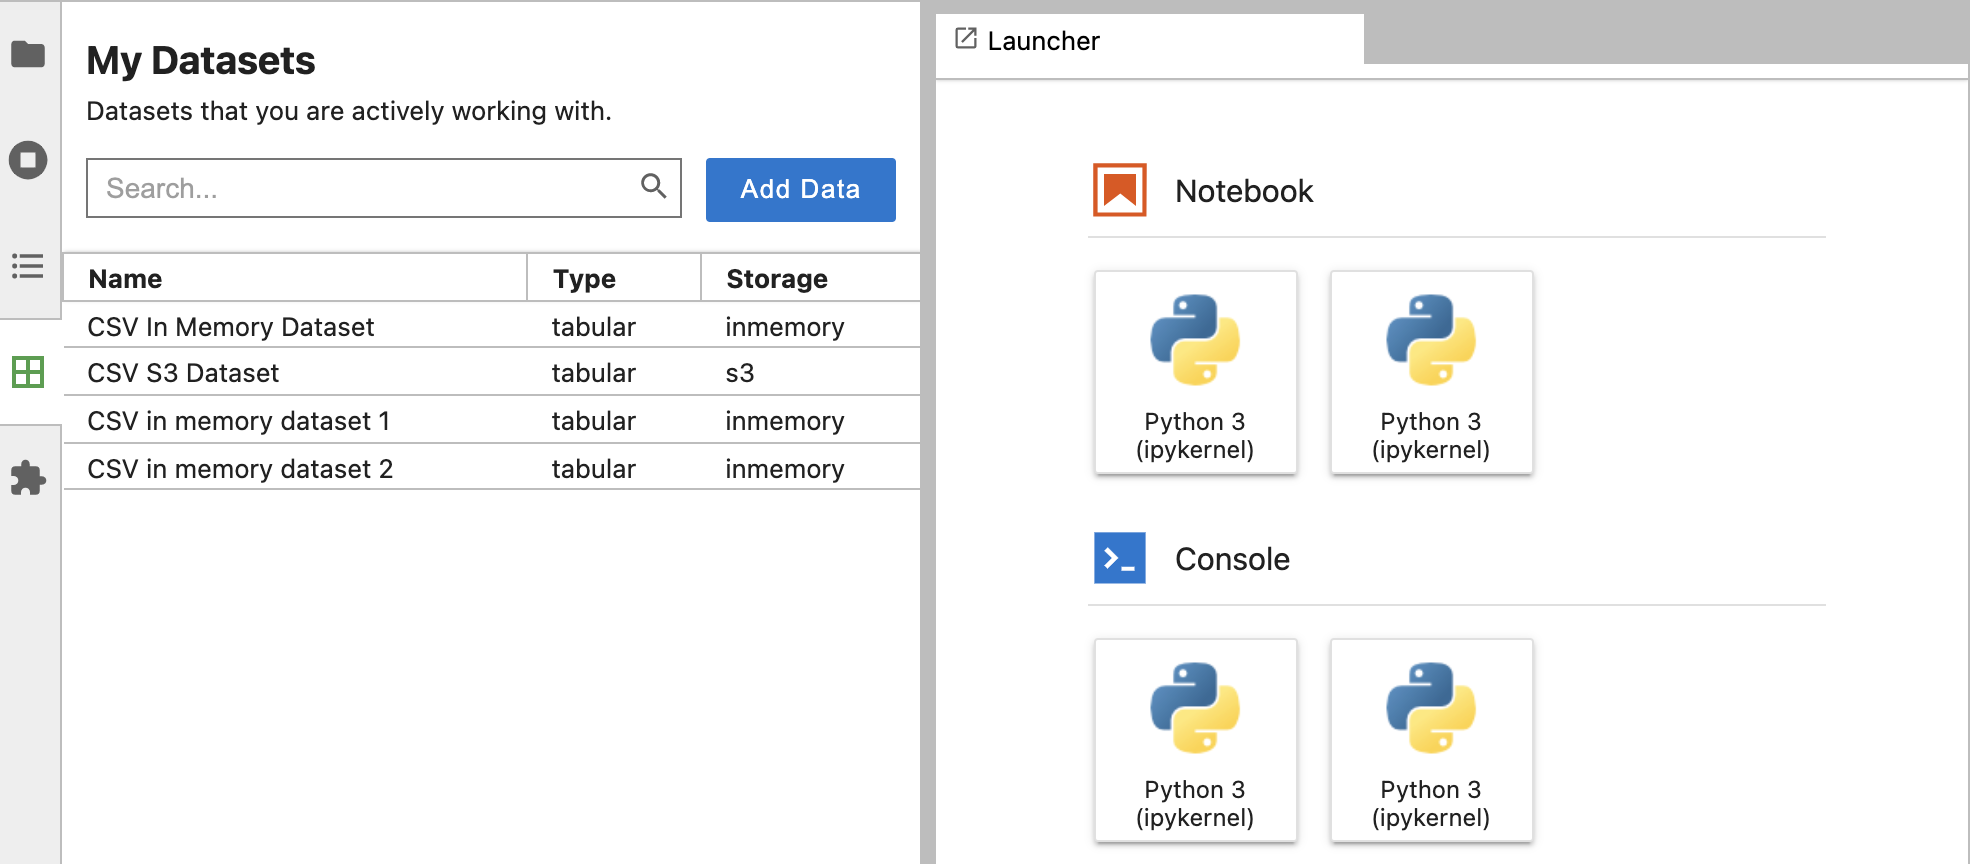 My Datasets
Datasets that you are actively working with.
Search...
Add Data
Name Type Storage
CSV In Memory Dataset tabular inmemory
CSV S3 Dataset tabular s3
CSV in memory dataset 1 tabular inmemory
CSV in memory dataset 2 tabular inmemory
Launcher
Notebook
Python 3
(ipykernel)
Python 3
(ipykernel)
Console
Python 3
(ipykernel)
Python 3
(ipykernel)